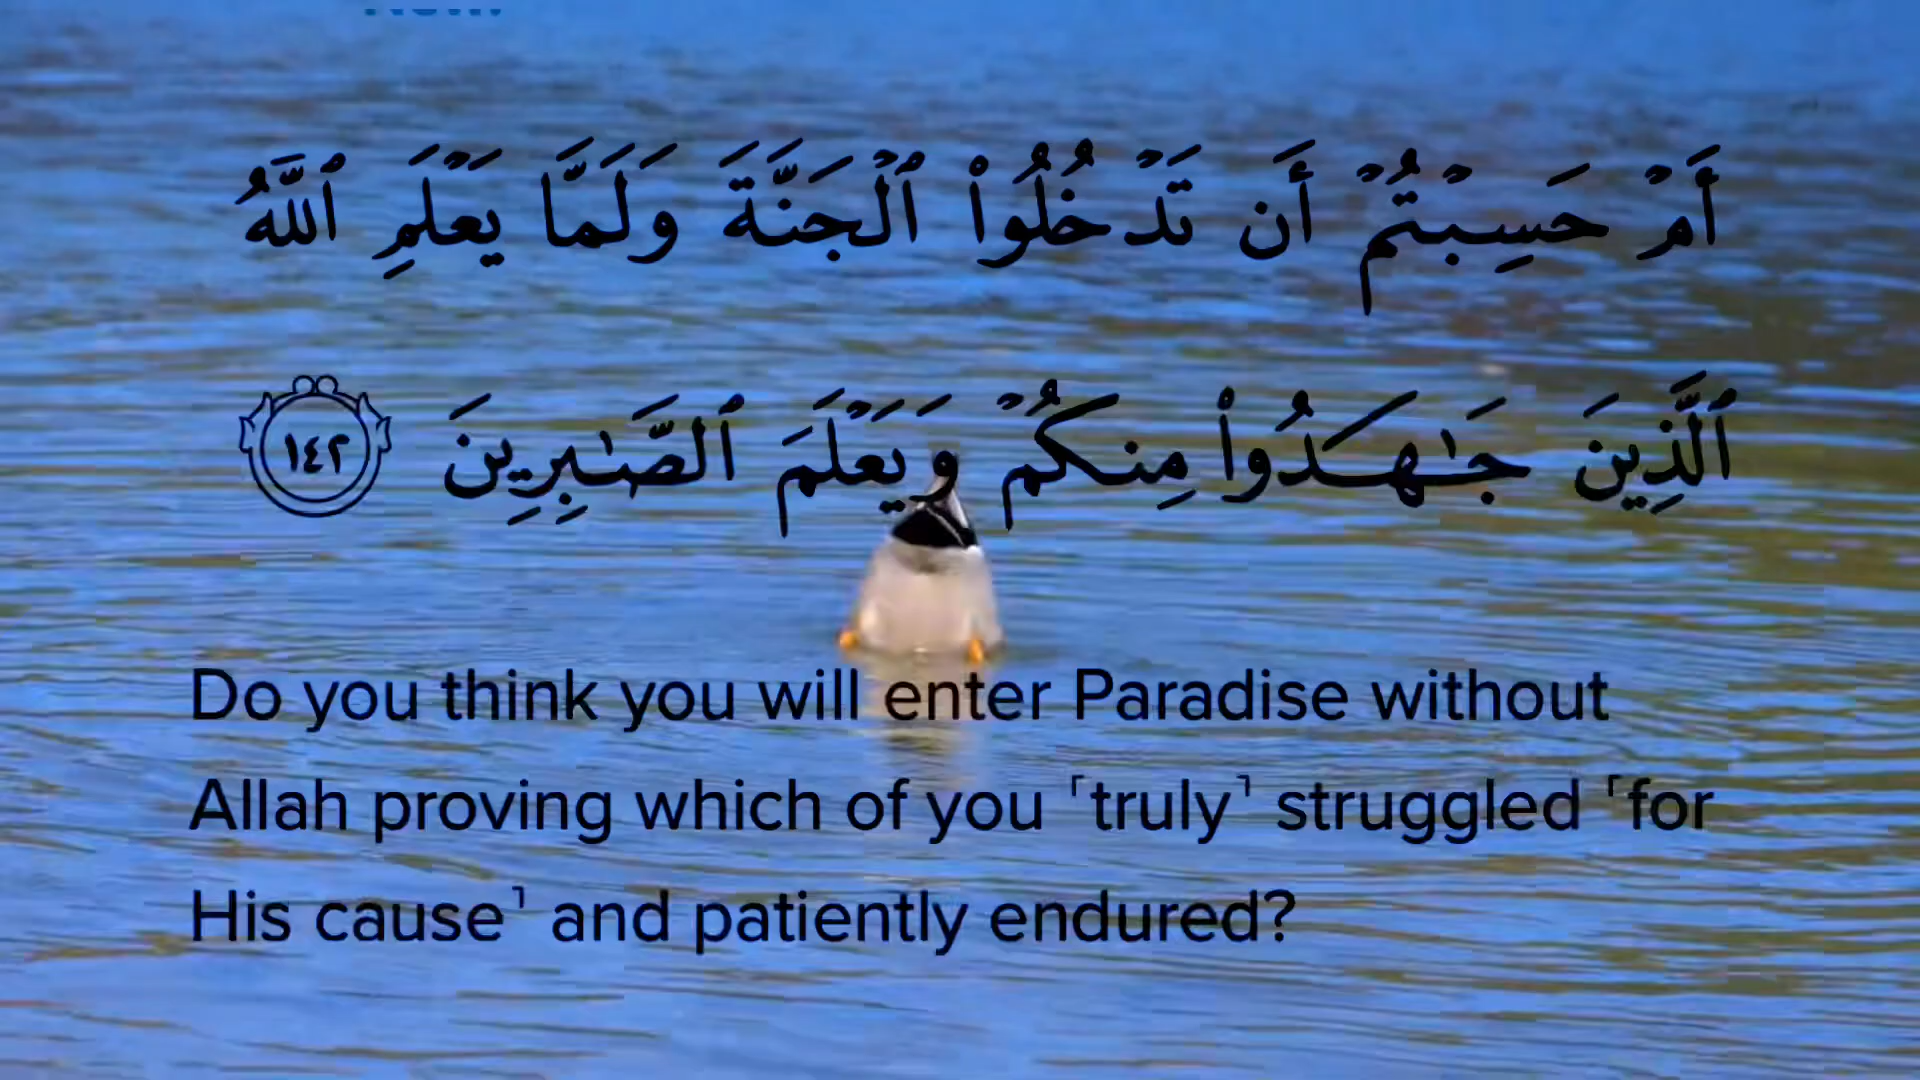 أَمْ حَسِبْتُمْ أَن تَدْخُلُوا۟ ٱلْجَنَّةَ وَلَمَّا يَعْلَمِ ٱللَّهُ
ٱلَّذِينَ جَـٰهَدُوا۟ مِنكُمْ وَيَعْلَمَ ٱلصَّـٰبِرِينَ ١٤٢
Do you think you will enter Paradise without
Allah proving which of you ˹truly˺ struggled ˹for
His cause˺ and patiently endured?